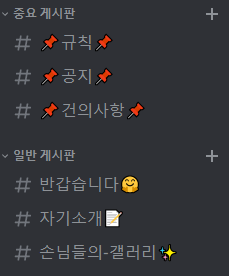 중요 게시판
# 📌규칙📌
# 📌공지📌
# 📌건의사항📌
일반 게시판
# 반갑습니다🤗
# 자기소개📝
# 손님들의-갤러리✨